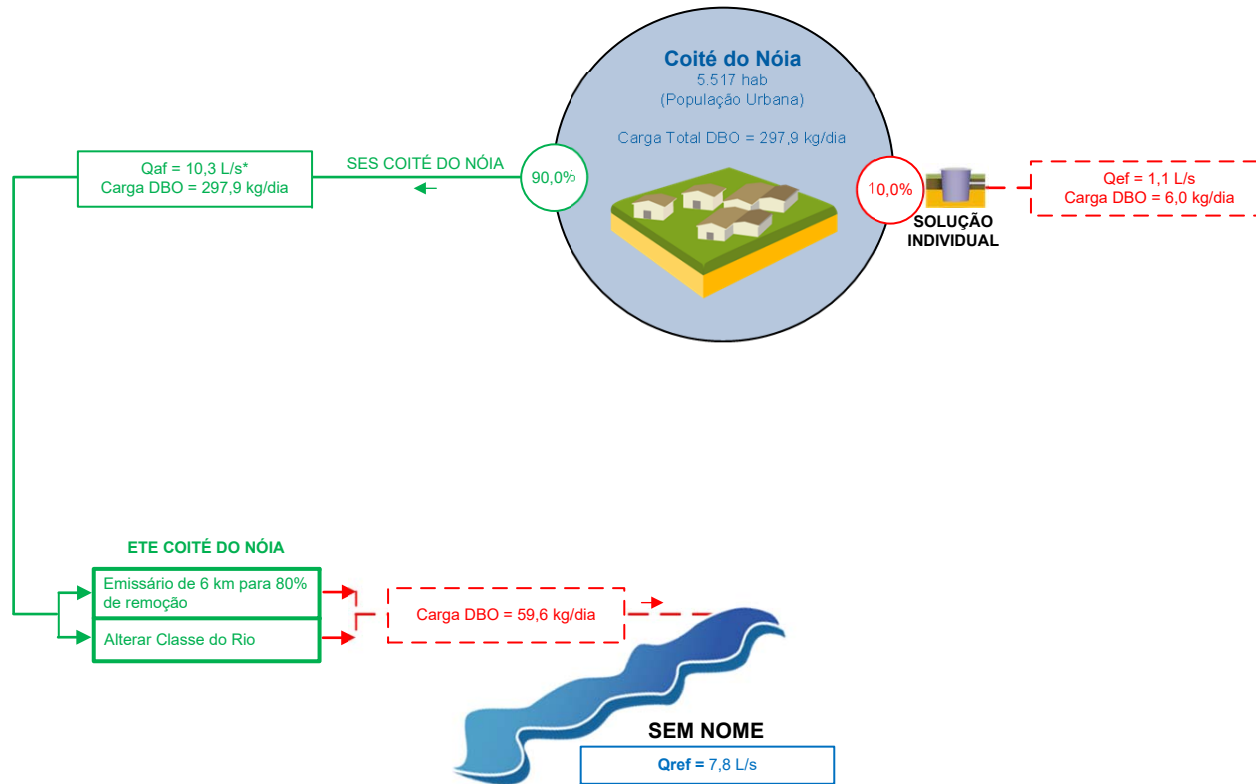 Coité do Nóia
5.517 hab
(População Urbana)
Carga Total DBO = 297,9 kg/dia
Qaf = 10,3 L/s*
Carga DBO = 297,9 kg/dia
SES COITÉ DO NÓIA
90,0%
10,0%
SOLUÇÃO
INDIVIDUAL
Qef = 1,1 L/s
Carga DBO = 6,0 kg/dia
ETE COITÉ DO NÓIA
Emissário de 6 km para 80%
de remoção
Alterar Classe do Rio
Carga DBO = 59,6 kg/dia
SEM NOME
Qref = 7,8 L/s